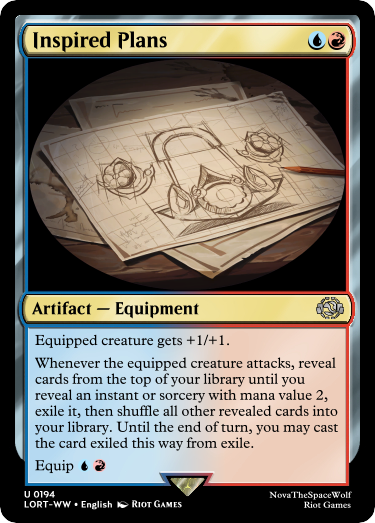 Inspired Plans
Artifact — Equipment
Equipped creature gets +1/+1.
Whenever the equipped creature attacks, reveal
cards from the top of your library until you
reveal an instant or sorcery with mana value 2,
exile it, then shuffle all other revealed cards into
your library. Until the end of turn, you may cast
the card exiled this way from exile.
Equip
U 0194
LORT-WW • English Riot Games
NovaTheSpaceWolf
Riot Games